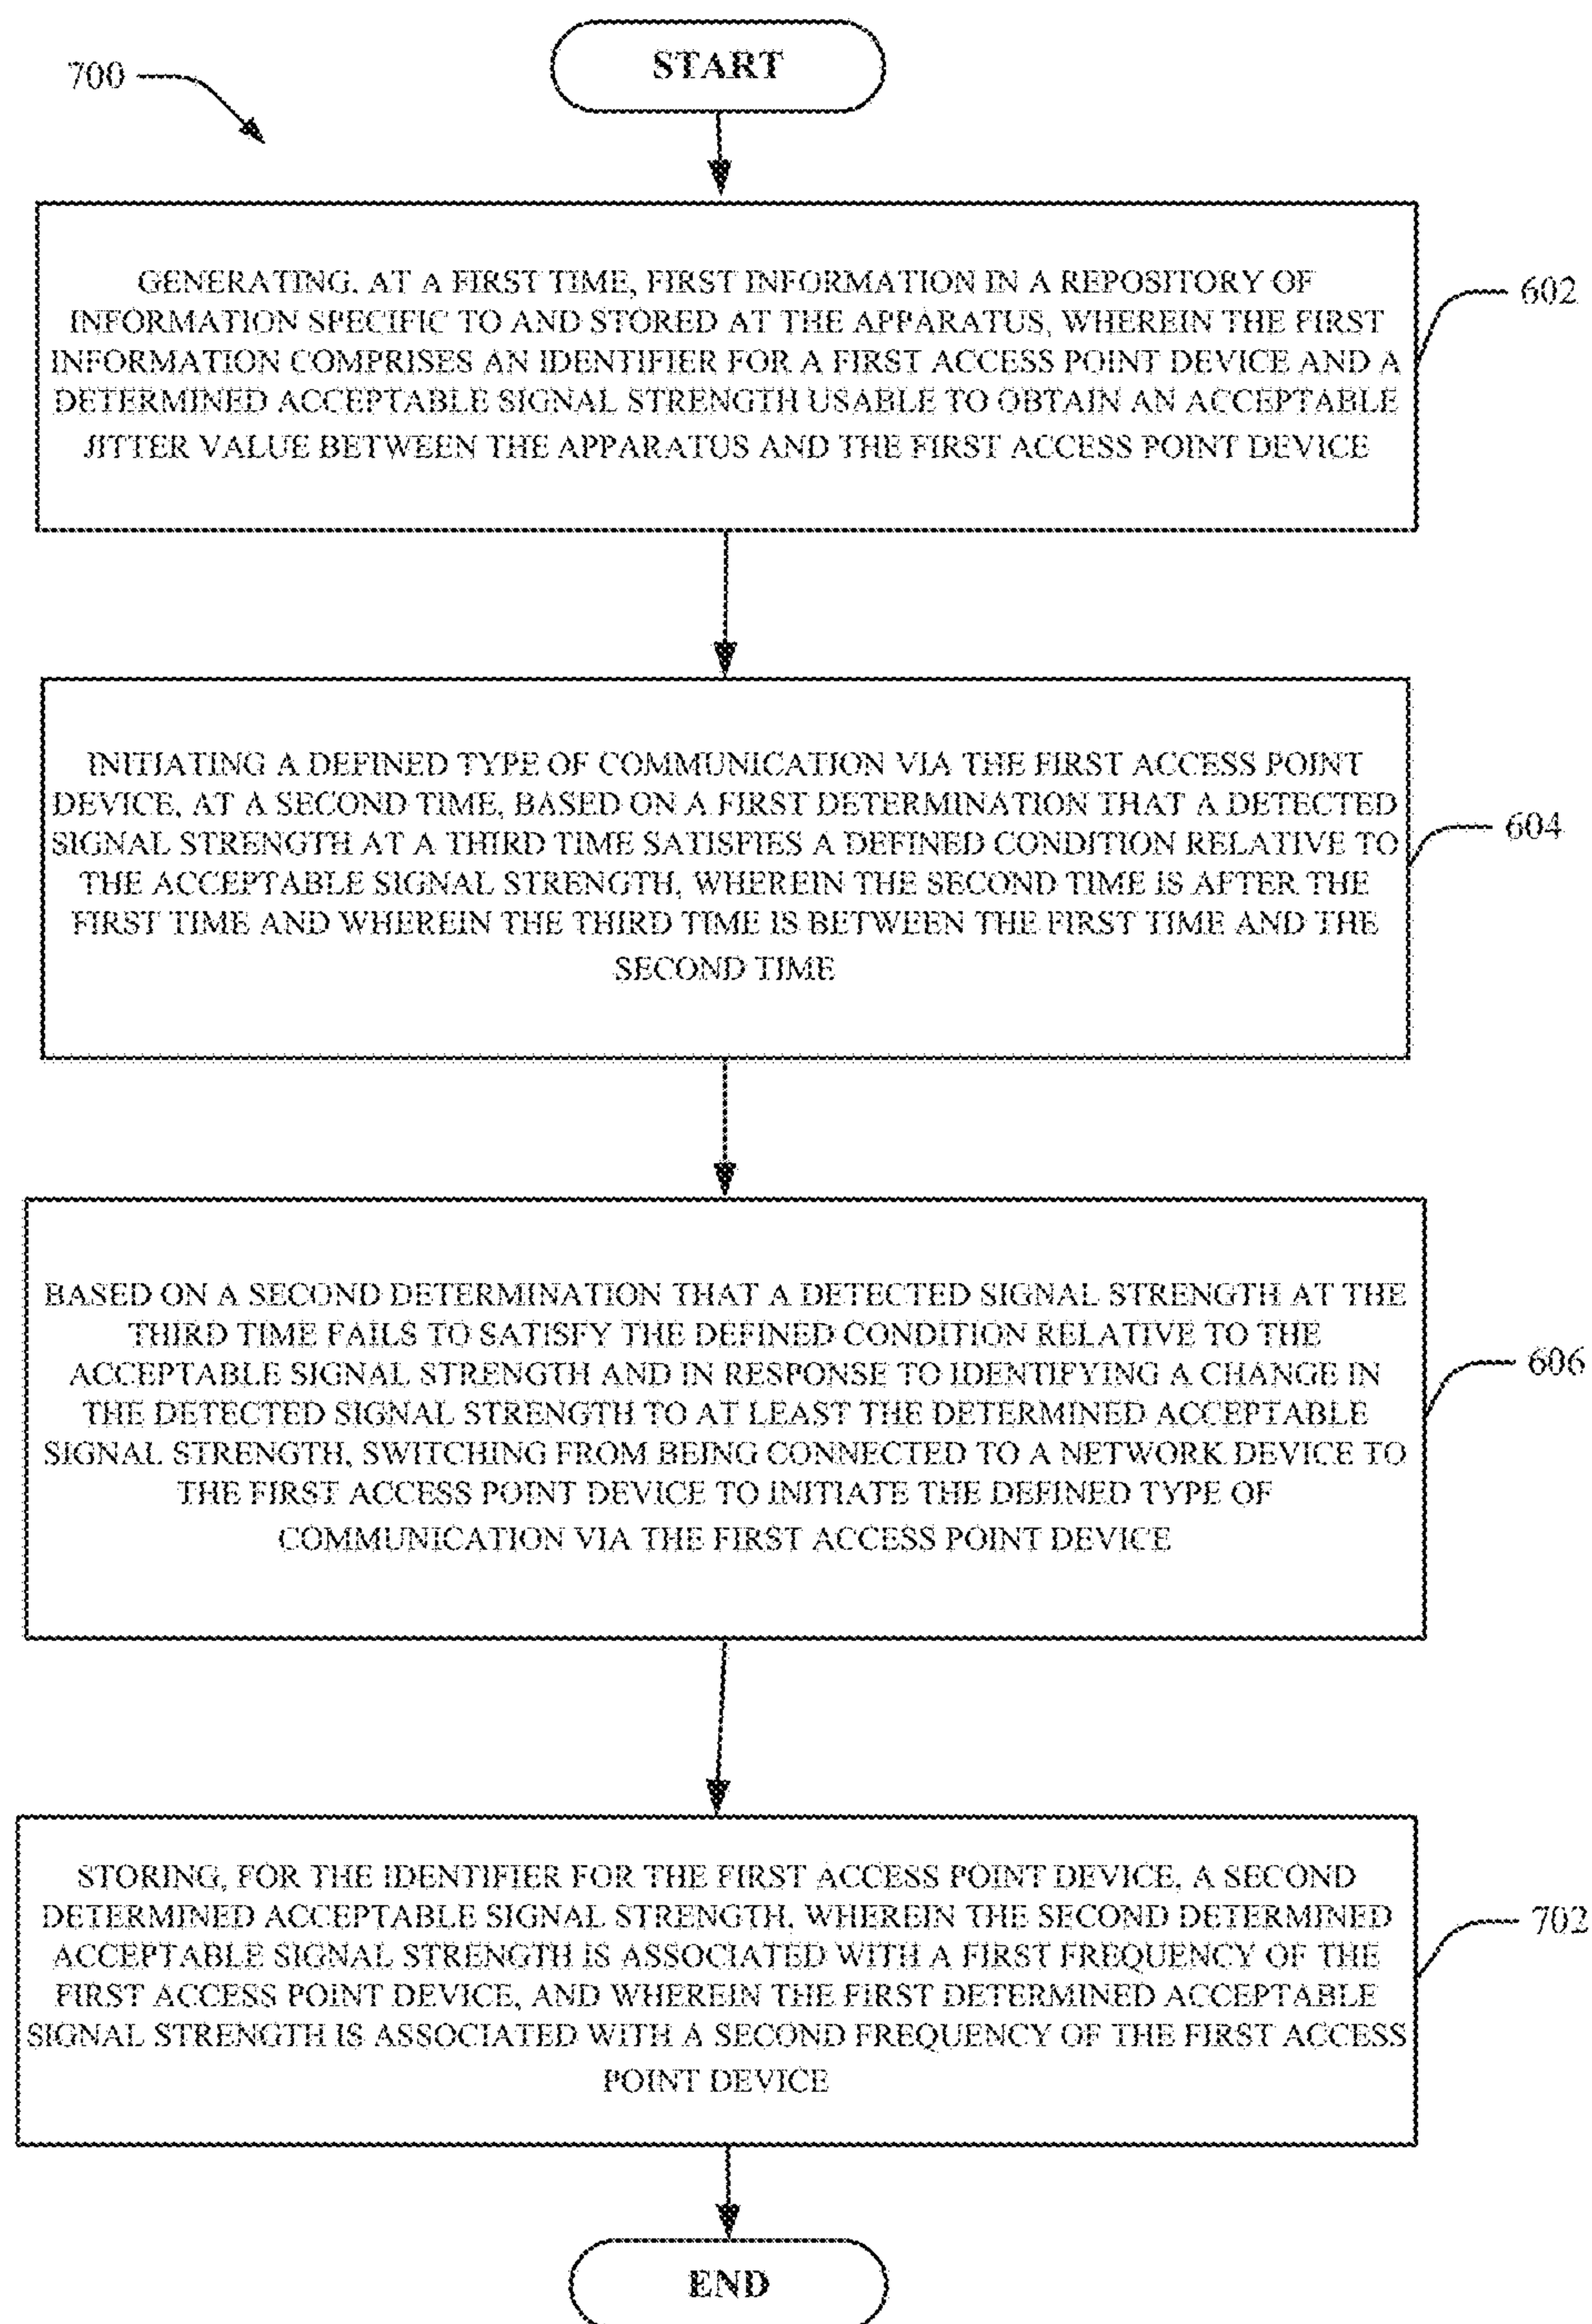 700
START
GENERATING, AT A FIRST TIME, FIRST INFORMATION IN A REPOSITORY OF
INFORMATION SPECIFIC TO AND STORED AT THE APPARATUS, WHEREIN THE FIRST
INFORMATION COMPRISES AN IDENTIFIER FOR A FIRST ACCESS POINT DEVICE AND A
DETERMINED ACCEPTABLE SIGNAL STRENGTH USABLE TO OBTAIN AN ACCEPTABLE
JITTER VALUE BETWEEN THE APPARATUS AND THE FIRST ACCESS POINT DEVICE
602
INITIATING A DEFINED TYPE OF COMMUNICATION VIA THE FIRST ACCESS POINT
DEVICE, AT A SECOND TIME, BASED ON A FIRST DETERMINATION THAT A DETECTED
SIGNAL STRENGTH AT A THIRD TIME SATISFIES A DEFINED CONDITION RELATIVE TO
THE ACCEPTABLE SIGNAL STRENGTH, WHEREIN THE SECOND TIME IS AFTER THE
FIRST TIME AND WHEREIN THE THIRD TIME IS BETWEEN THE FIRST TIME AND THE
SECOND TIME
604
BASED ON A SECOND DETERMINATION THAT A DETECTED SIGNAL STRENGTH AT THE
THIRD TIME FAILS TO SATISFY THE DEFINED CONDITION RELATIVE TO THE
ACCEPTABLE SIGNAL STRENGTH AND IN RESPONSE TO IDENTIFYING A CHANGE IN
THE DETECTED SIGNAL STRENGTH TO AT LEAST THE DETERMINED ACCEPTABLE
SIGNAL STRENGTH, SWITCHING FROM BEING CONNECTED TO A NETWORK DEVICE TO
THE FIRST ACCESS POINT DEVICE TO INITIATE THE DEFINED TYPE OF
COMMUNICATION VIA THE FIRST ACCESS POINT DEVICE
606
STORING, FOR THE IDENTIFIER FOR THE FIRST ACCESS POINT DEVICE, A SECOND
DETERMINED ACCEPTABLE SIGNAL STRENGTH, WHEREIN THE SECOND DETERMINED
ACCEPTABLE SIGNAL STRENGTH IS ASSOCIATED WITH A FIRST FREQUENCY OF THE
FIRST ACCESS POINT DEVICE, AND WHEREIN THE FIRST DETERMINED ACCEPTABLE
SIGNAL STRENGTH IS ASSOCIATED WITH A SECOND FREQUENCY OF THE FIRST ACCESS
POINT DEVICE
702
END